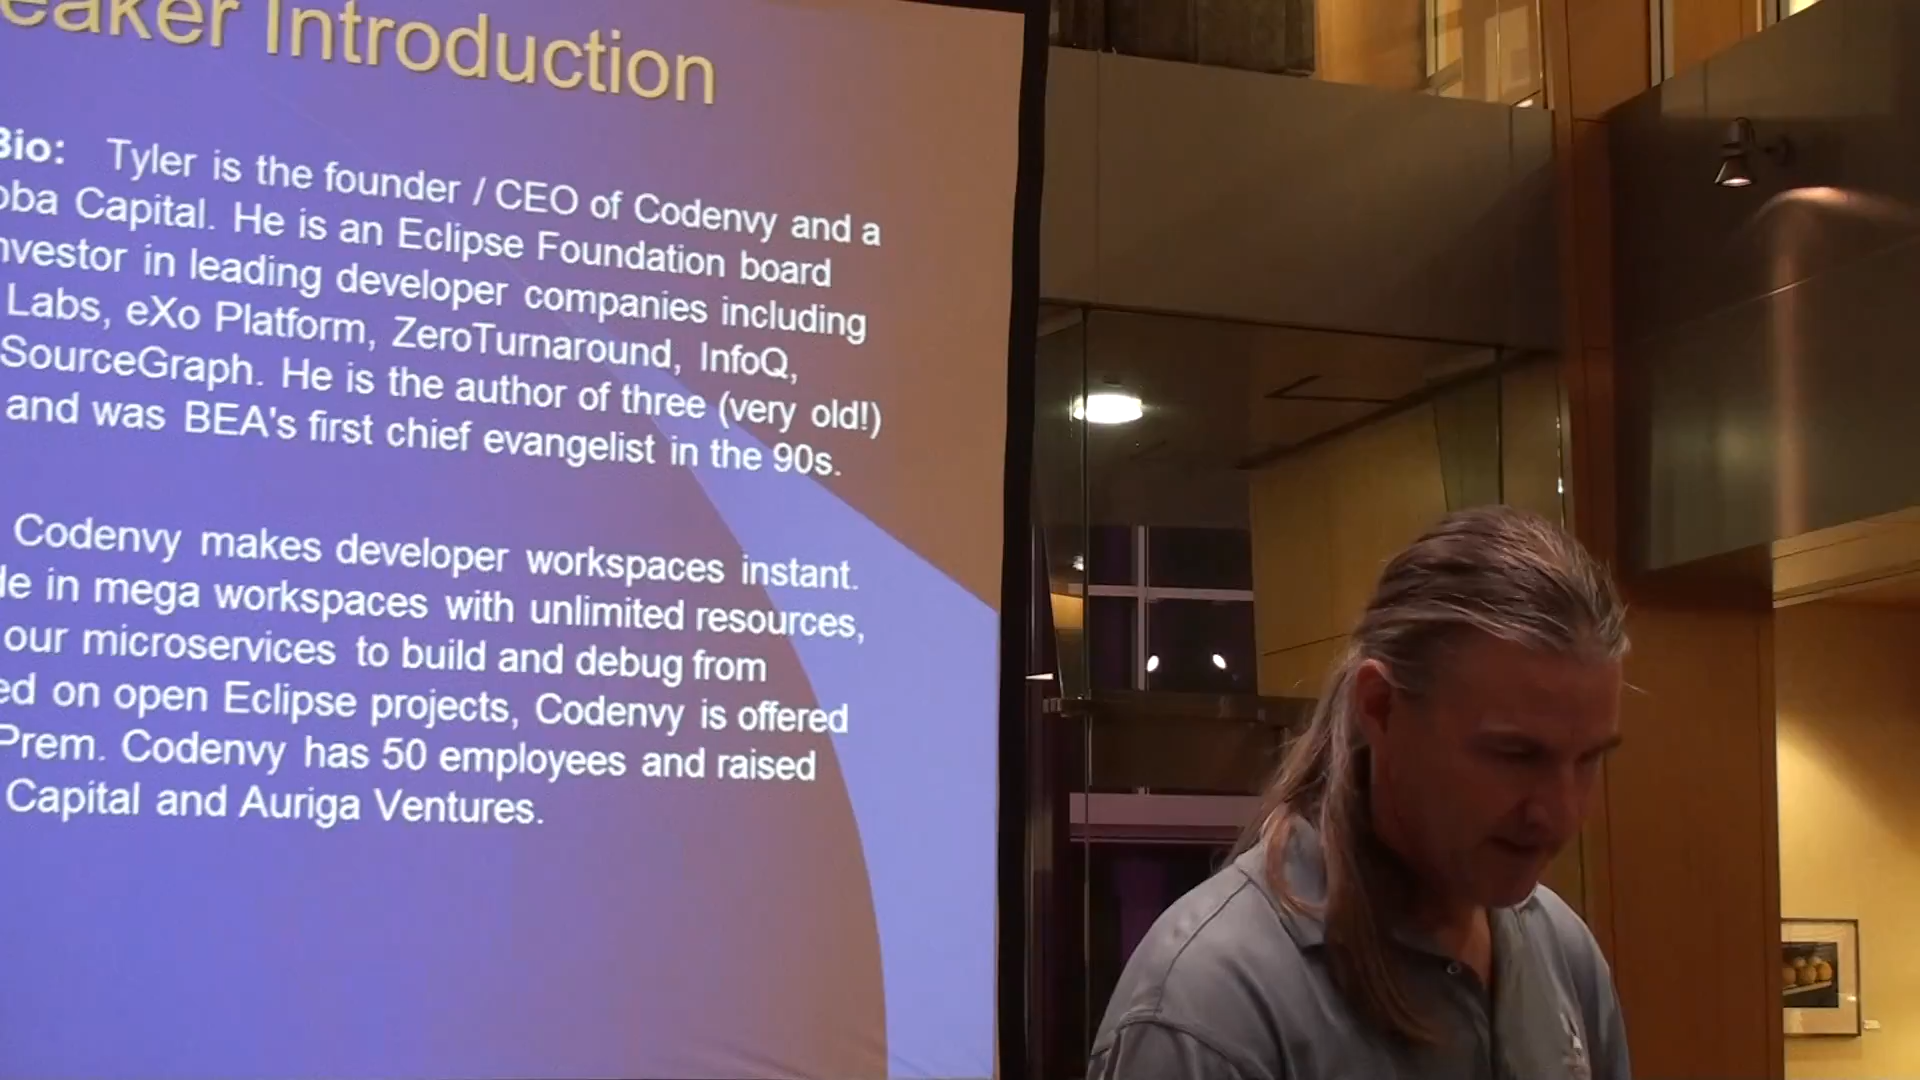 eaker Introduction
Bio: Tyler is the founder / CEO of Codenvy and a
oba Capital. He is an Eclipse Foundation board
nvestor in leading developer companies including
Labs, eXo Platform, ZeroTurnaround, InfoQ,
SourceGraph. He is the author of three (very old!)
and was BEA's first chief evangelist in the 90s.
Codenvy makes developer workspaces instant.
de in mega workspaces with unlimited resources,
our microservices to build and debug from
ed on open Eclipse projects, Codenvy is offered
Prem. Codenvy has 50 employees and raised
Capital and Auriga Ventures.